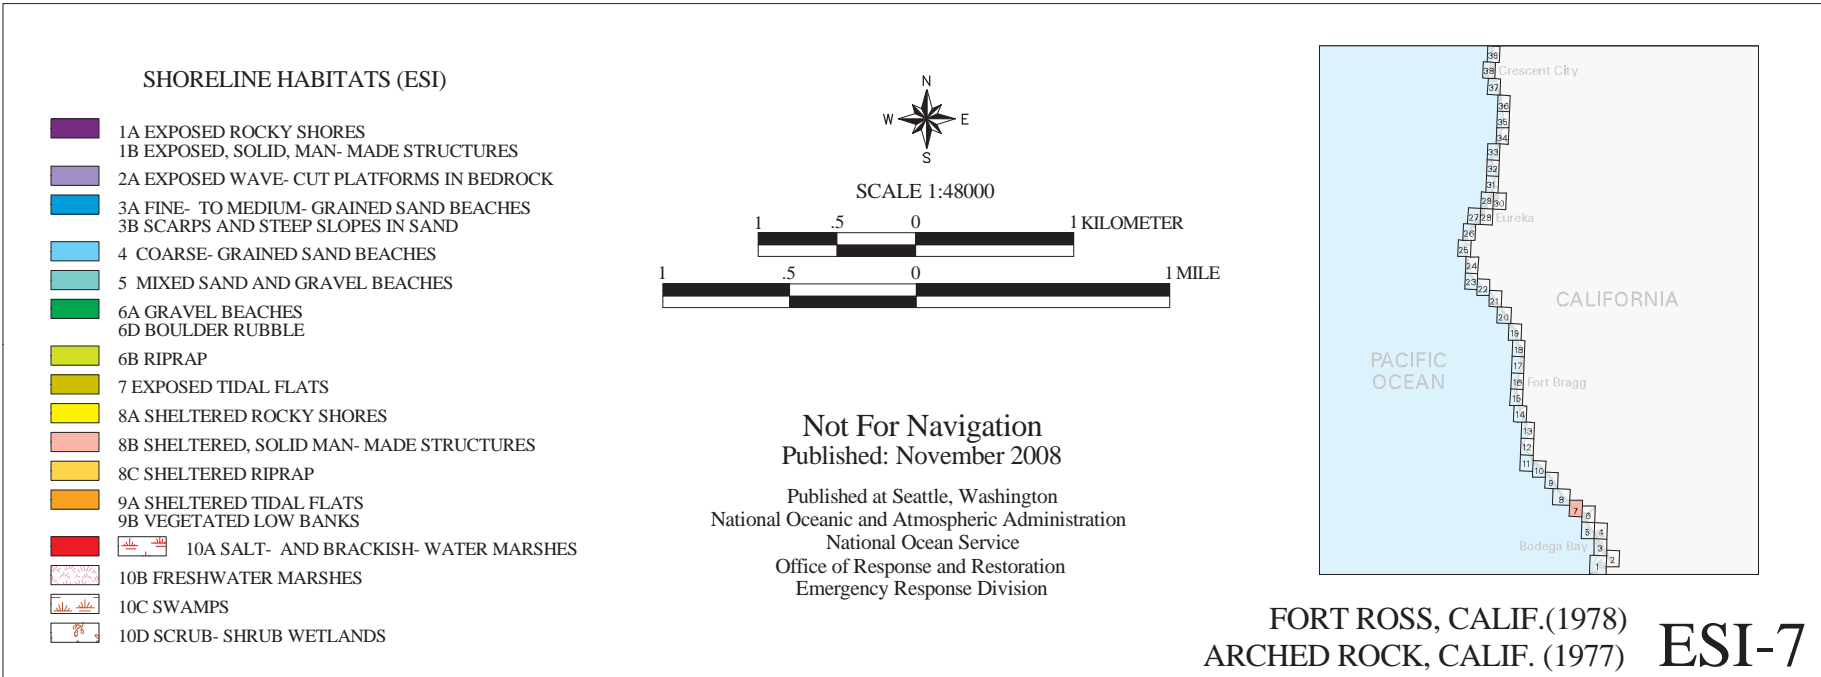 SHORELINE HABITATS (ESI)
1A EXPOSED ROCKY SHORES
1B EXPOSED, SOLID, MAN- MADE STRUCTURES
2A EXPOSED WAVE- CUT PLATFORMS IN BEDROCK
3A FINE- TO MEDIUM- GRAINED SAND BEACHES
3B SCARPS AND STEEP SLOPES IN SAND
4 COARSE- GRAINED SAND BEACHES
5 MIXED SAND AND GRAVEL BEACHES
6A GRAVEL BEACHES
6D BOULDER RUBBLE
6B RIPRAP
7 EXPOSED TIDAL FLATS
8A SHELTERED ROCKY SHORES
8B SHELTERED, SOLID MAN- MADE STRUCTURES
8C SHELTERED RIPRAP
9A SHELTERED TIDAL FLATS
9B VEGETATED LOW BANKS
10A SALT- AND BRACKISH- WATER MARSHES
10B FRESHWATER MARSHES
10C SWAMPS
10D SCRUB- SHRUB WETLANDS
N
W E
S
SCALE 1:48000
1 .5 0 1 KILOMETER
1 .5 0 1 MILE
Not For Navigation
Published: November 2008
Published at Seattle, Washington
National Oceanic and Atmospheric Administration
National Ocean Service
Office of Response and Restoration
Emergency Response Division
39
38 Crescent City
37
36
35
34
33
32
31
29 30
27 28 Eureka
26
25
24
23
22
21
CALIFORNIA
20
19
18
PACIFIC
OCEAN
17
16 Fort Bragg
15
14
13
12
11
10
9
8
7
6
5 4
Bodega Bay 3
2
1
FORT ROSS, CALIF.(1978)
ARCHED ROCK, CALIF. (1977)
ESI-7